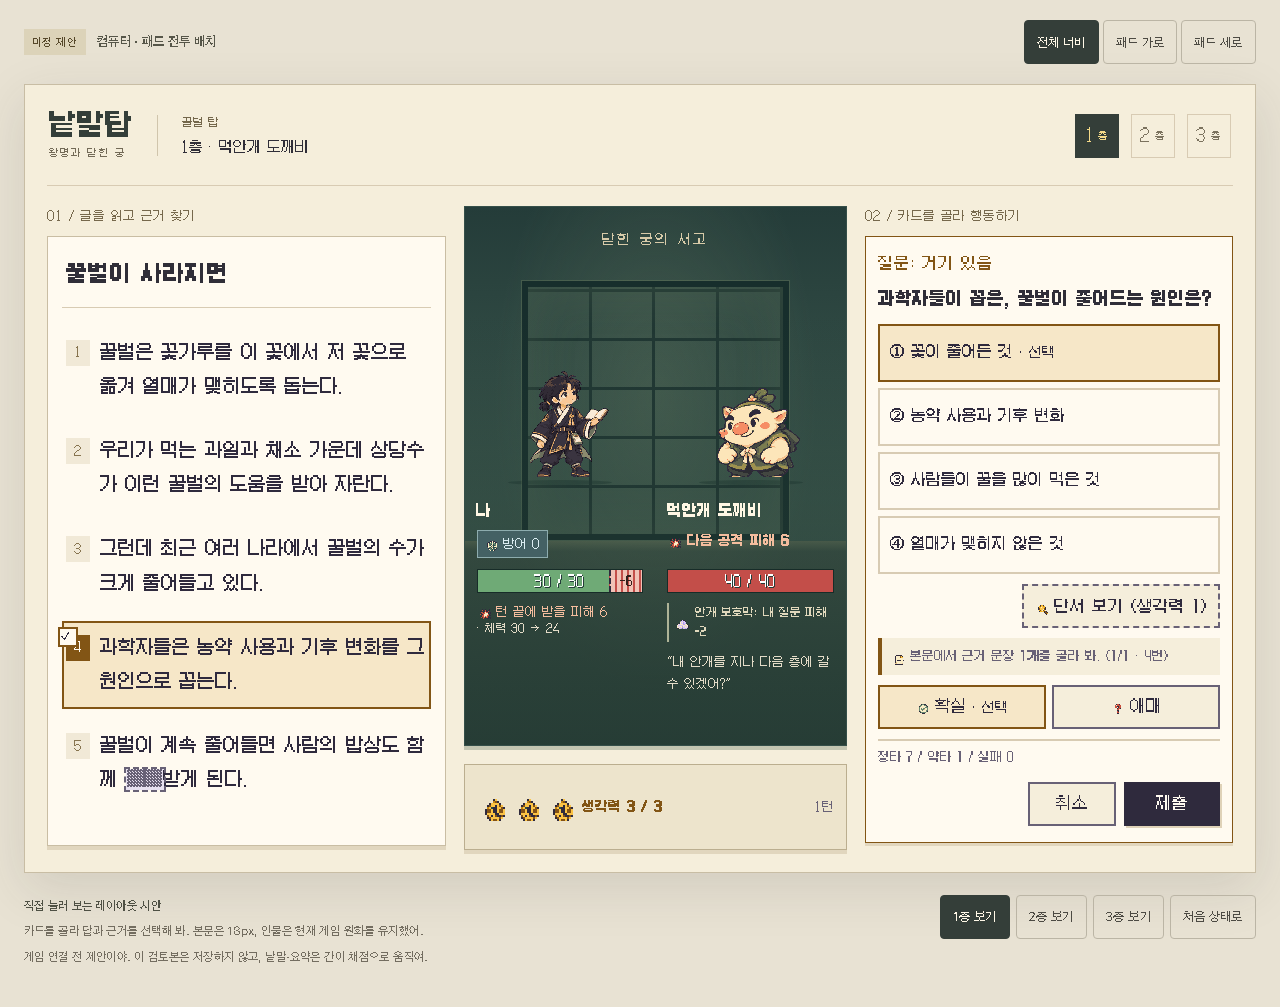 미정 제안 컴퓨터 · 패드 전투 배치
전체 너비 패드 가로 패드 세로
낱말탑
왕명과 닫힌 궁
꿀벌 탑
1층 · 먹안개 도깨비
1층 2층 3층
01 / 글을 읽고 근거 찾기
꿀벌이 사라지면
1 꿀벌은 꽃가루를 이 꽃에서 저 꽃으로
옮겨 열매가 맺히도록 돕는다.
2 우리가 먹는 과일과 채소 가운데 상당수
가 이런 꿀벌의 도움을 받아 자란다.
3 그런데 최근 여러 나라에서 꿀벌의 수가
크게 줄어들고 있다.
4 과학자들은 농약 사용과 기후 변화를 그
원인으로 꼽는다.
5 꿀벌이 계속 줄어들면 사람의 밥상도 함
께 받게 된다.
닫힌 궁의 서고
나
방어 0
30 / 30 -6
턴 끝에 받을 피해 6
· 체력 30 → 24
먹안개 도깨비
다음 공격 피해 6
40 / 40
안개 보호막: 내 질문 피해
-2
“내 안개를 지나 다음 층에 갈
수 있겠어?”
생각력 3 / 3 1턴
02 / 카드를 골라 행동하기
질문: 거기 있음
과학자들이 꼽은, 꿀벌이 줄어드는 원인은?
① 꽃이 줄어든 것 · 선택
② 농약 사용과 기후 변화
③ 사람들이 꿀을 많이 먹은 것
④ 열매가 맺히지 않은 것
단서 보기 (생각력 1)
본문에서 근거 문장 1개를 골라 봐. (1/1 · 4번)
확실 · 선택 애매
정타 7 / 약타 1 / 실패 0
취소 제출
직접 눌러 보는 레이아웃 시안
카드를 골라 답과 근거를 선택해 봐. 본문은 18px, 인물은 현재 게임 원화를 유지했어.
게임 연결 전 제안이야. 이 검토본은 저장하지 않고, 낱말·요약은 간이 채점으로 움직여.
1층 보기 2층 보기 3층 보기 처음 상태로